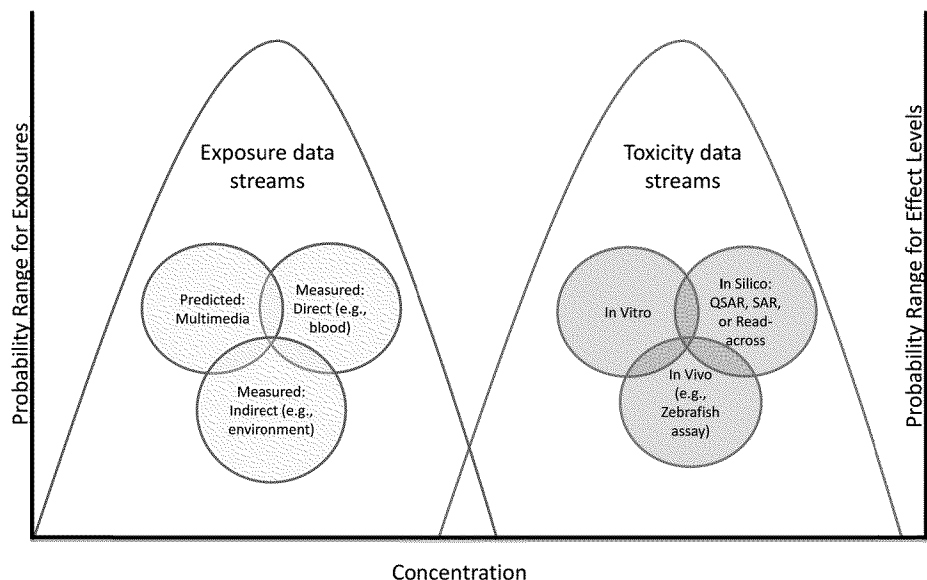 Probability Range for Exposures
Exposure data
streams
Predicted:
Multimedia
Measured:
Direct (e.g.,
blood)
Measured:
Indirect (e.g.,
environment)
Toxicity data
streams
In Vitro
In Silico:
QSAR, SAR,
or Read-
across
In Vivo
(e.g.,
Zebrafish
assay)
Probability Range for Effect Levels
Concentration